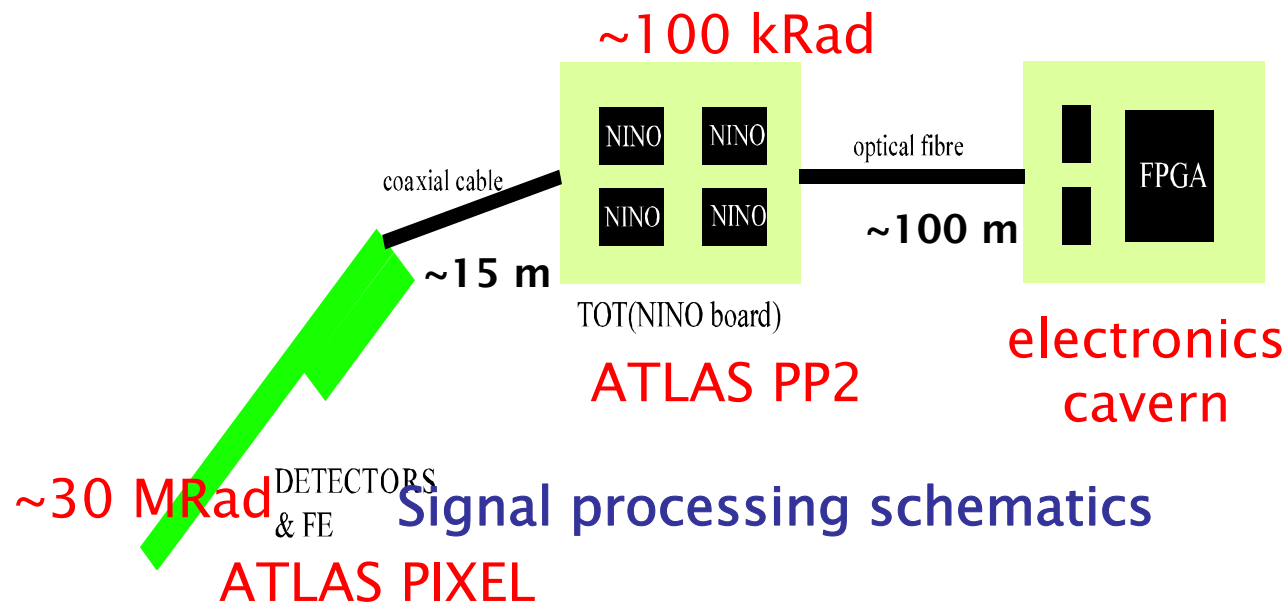 ~100 kRad
NINO NINO
NINO NINO
coaxial cable
~15 m
TOT(NINO board)
ATLAS PP2
optical fibre
~100 m
FPGA
electronics
cavern
~30 MRad
DETECTORS
& FE
ATLAS PIXEL
Signal processing schematics